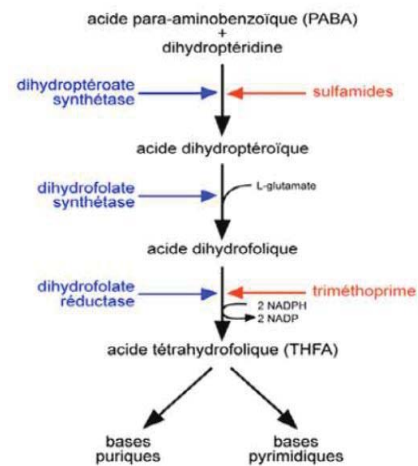 acide para-aminobenzoïque (PABA)
+
dihydroptéridine
dihydroptéroate
synthétase
sulfamides
acide dihydroptéroïque
dihydrofolate
synthétase
L-glutamate
acide dihydrofolique
dihydrofolate
réductase
triméthoprime
2 NADPH
2 NADP
acide tétrahydrofolique (THFA)
bases
puriques
bases
pyrimidiques